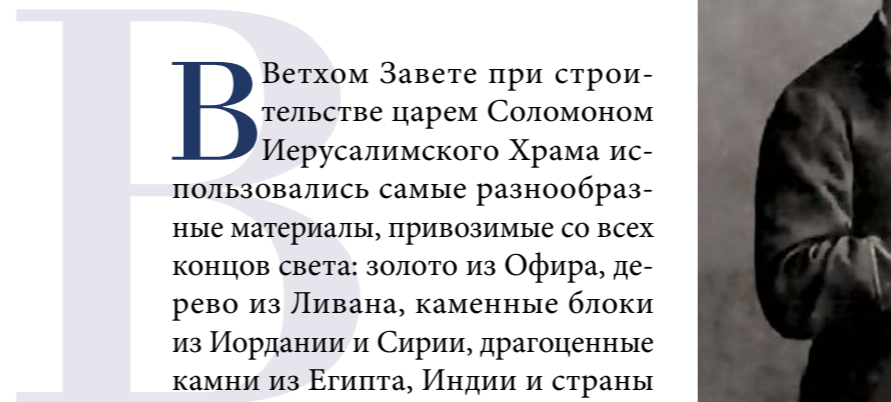 В Ветхом Завете при строи-
тельстве царем Соломоном
Иерусалимского Храма ис-
пользовались самые разнообраз-
ные материалы, привозимые со всех
концов света: золото из Офира, де-
рево из Ливана, каменные блоки
из Иордании и Сирии, драгоценные
камни из Египта, Индии и страны